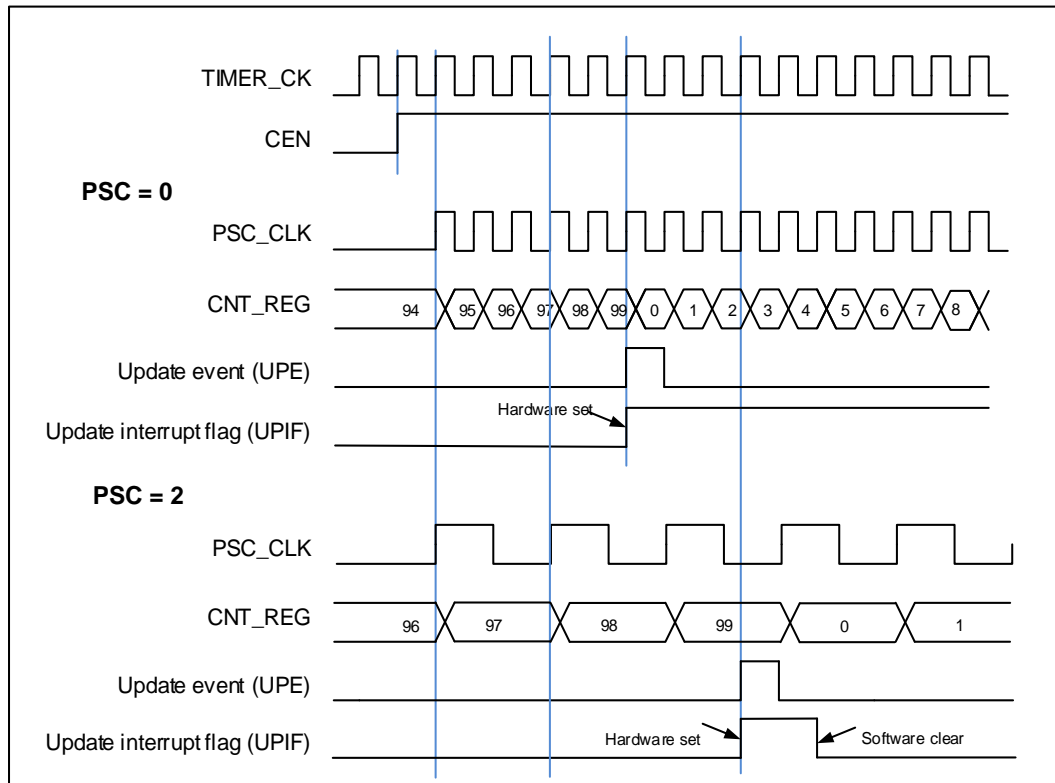 TIMER_CK
CEN
PSC = 0
PSC_CLK
CNT_REG 94 95 96 97 98 99 0 1 2 3 4 5 6 7 8
Update event (UPE)
Hardware set
Update interrupt flag (UPIF)
PSC = 2
PSC_CLK
CNT_REG 96 97 98 99 0 1
Update event (UPE)
Update interrupt flag (UPIF) Hardware set Software clear